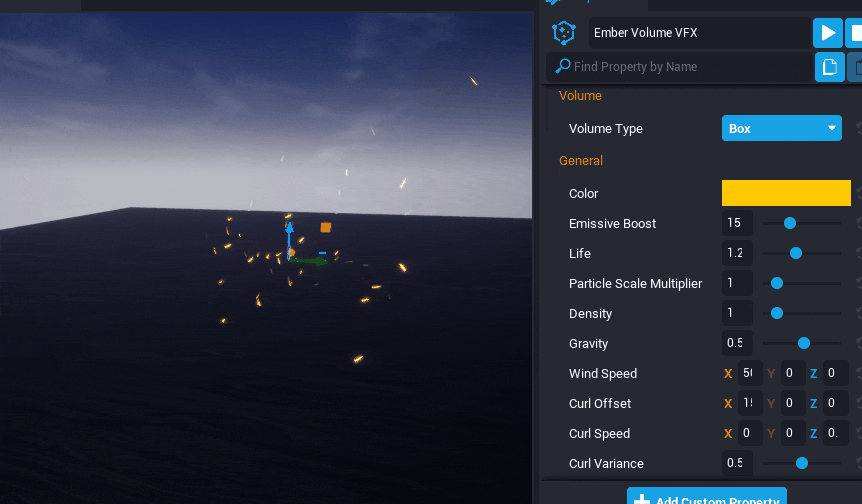 Ember Volume VFX
Find Property by Name
Volume
Volume Type Box
General
Color
Emissive Boost 15
Life 1.2
Particle Scale Multiplier 1
Density 1
Gravity 0.5
Wind Speed X Y 0 Z 0
Curl Offset X Y 0 Z 0
Curl Speed X 0 Y 0 Z 0.
Curl Variance 0.5
Add Custom Property